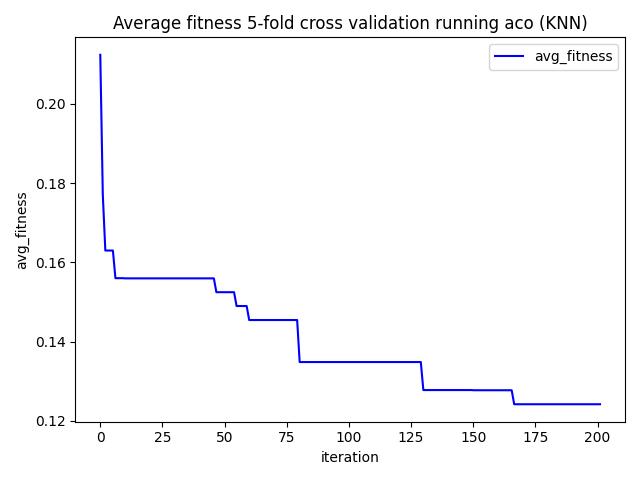 Average fitness 5-fold cross validation running aco (KNN)
avg_fitness
avg_fitness
0.20
0.18
0.16
0.14
0.12
0 25 50 75 100 125 150 175 200
iteration